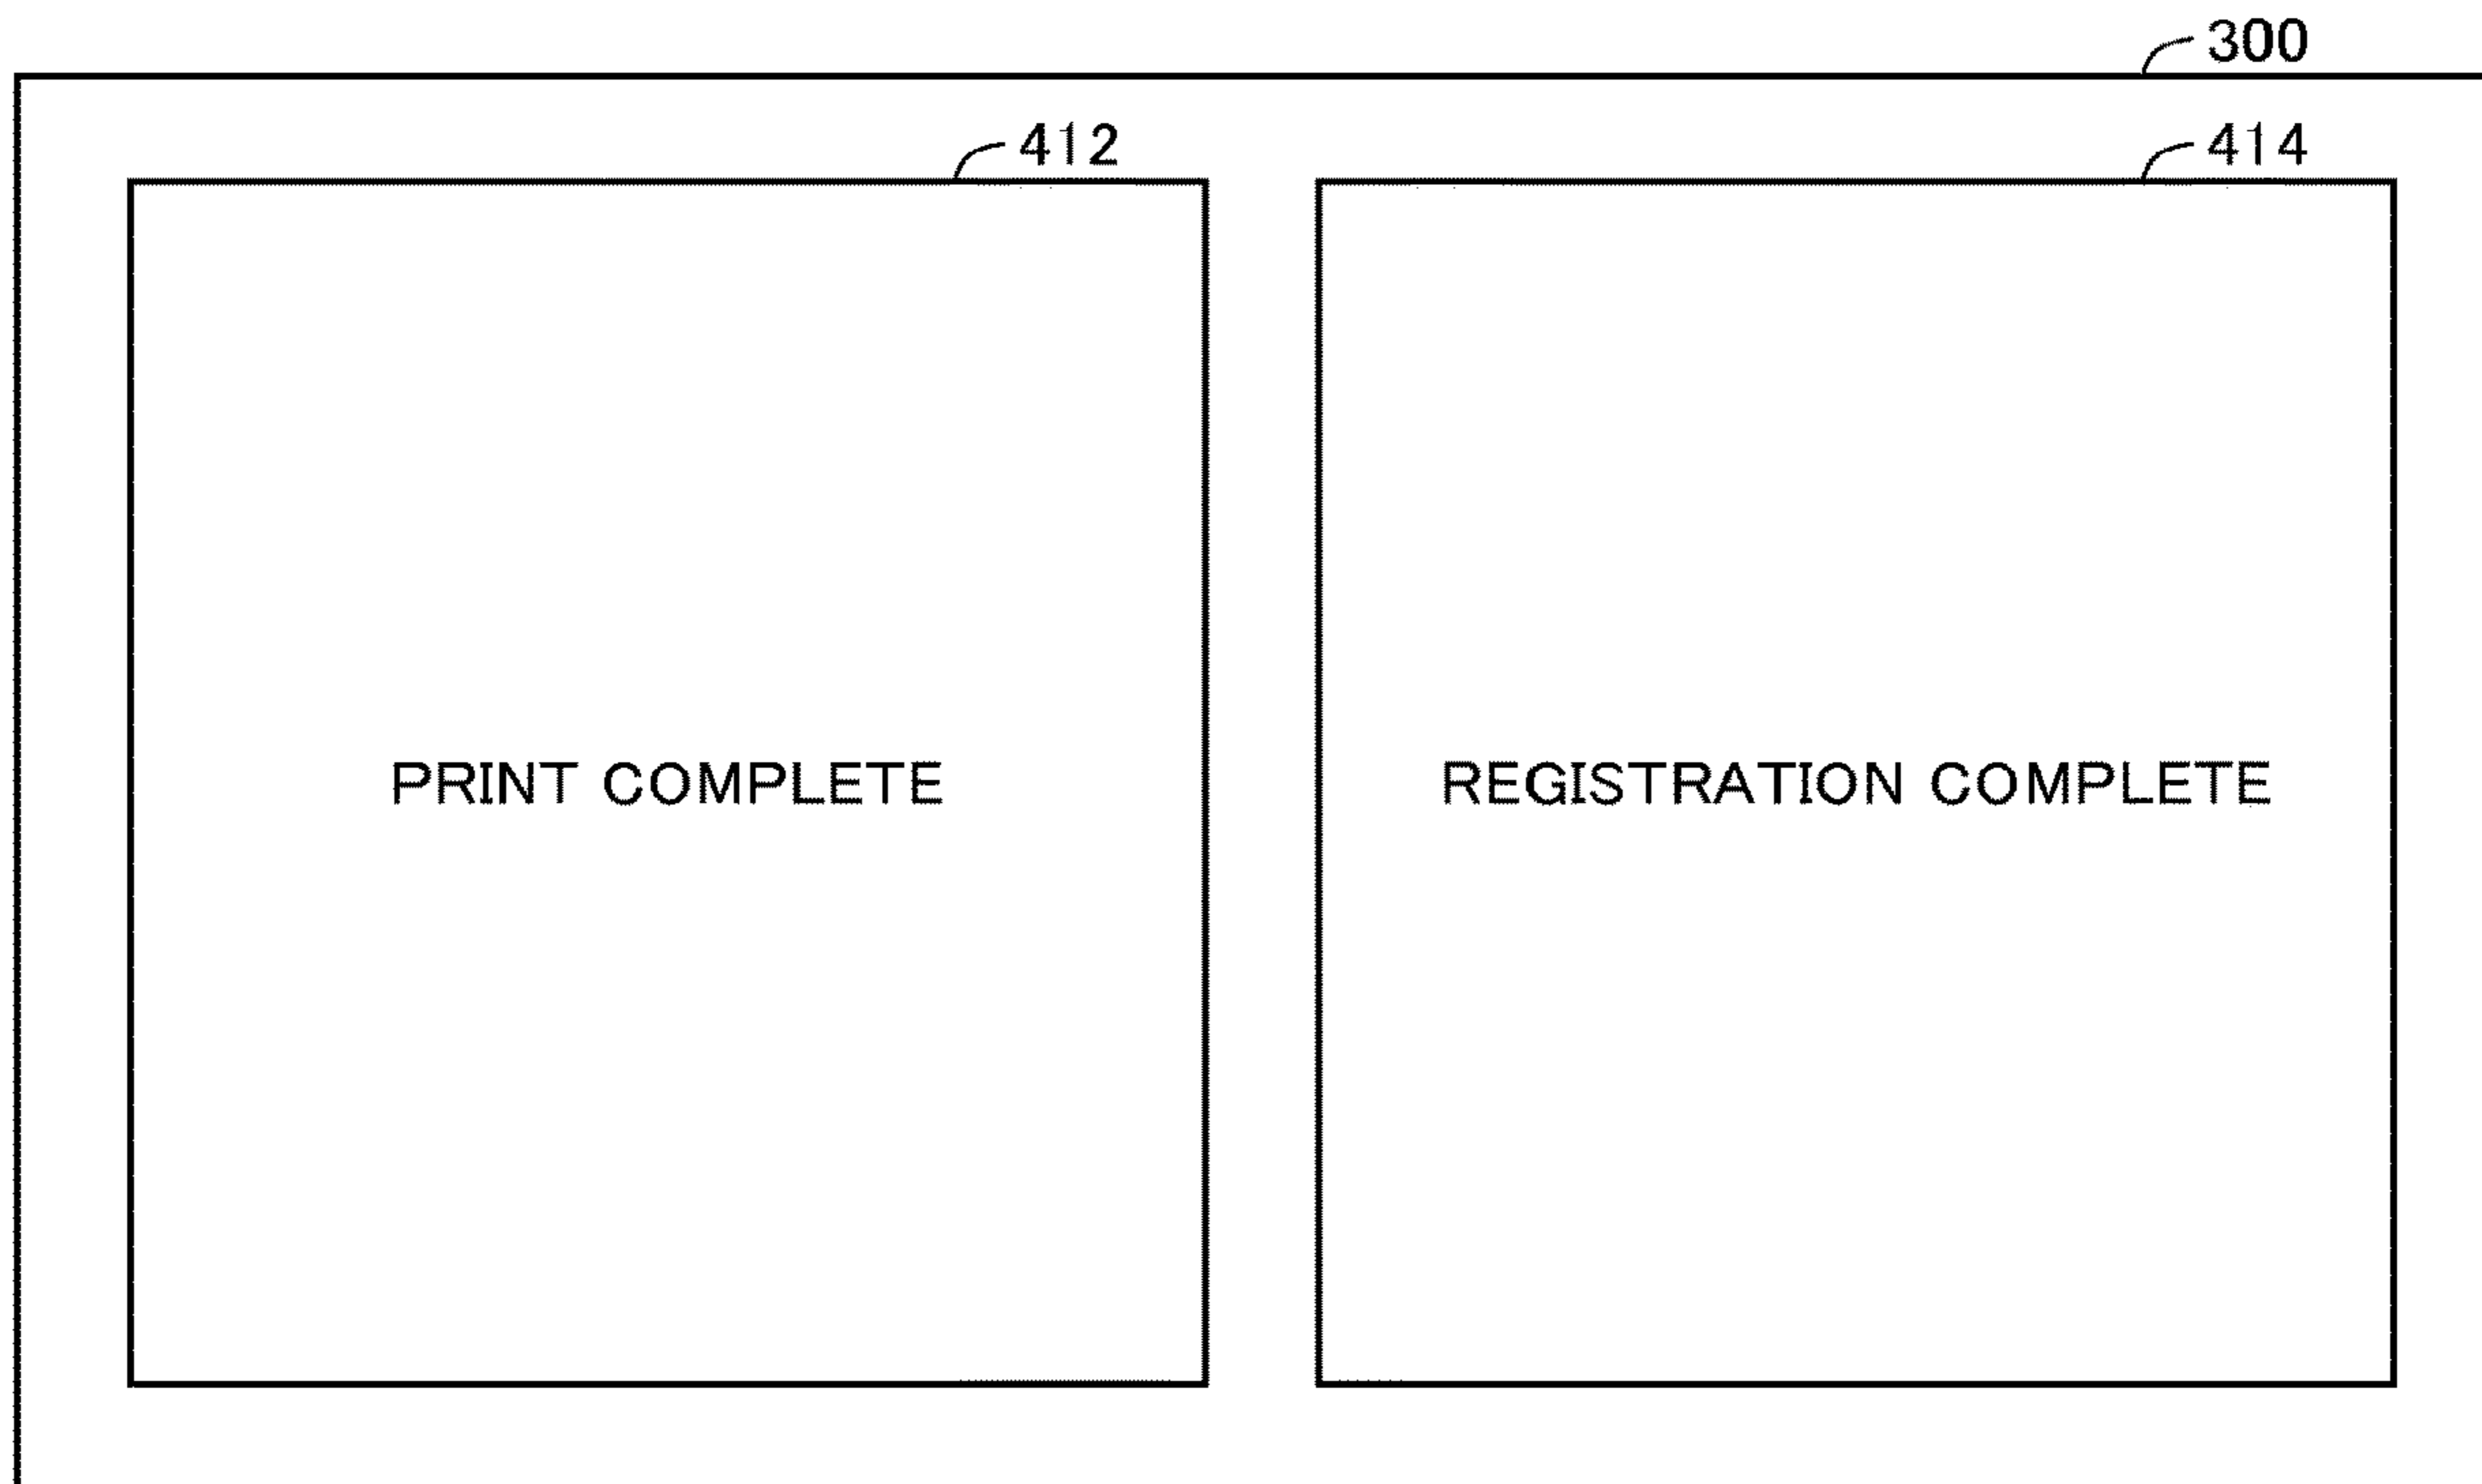 300
412
414
PRINT COMPLETE
REGISTRATION COMPLETE